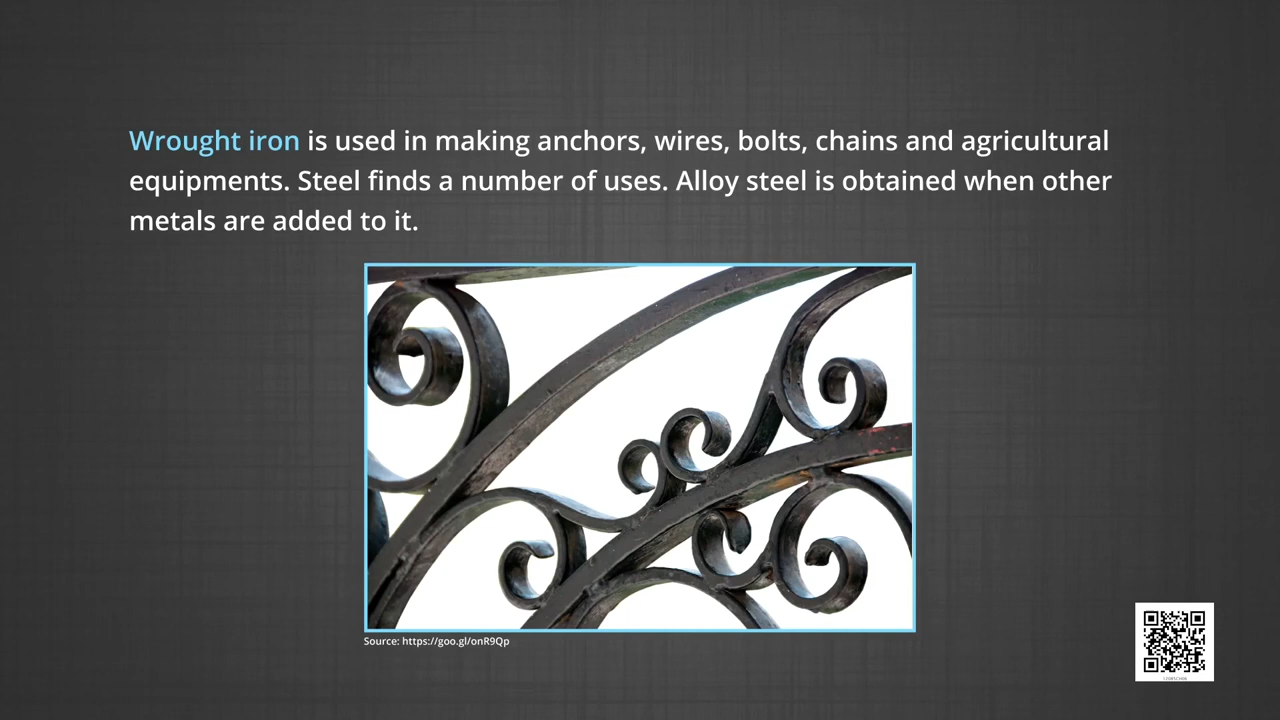 Wrought iron is used in making anchors, wires, bolts, chains and agricultural
equipments. Steel finds a number of uses. Alloy steel is obtained when other
metals are added to it.
Source: https://goo.gl/onR9Qp